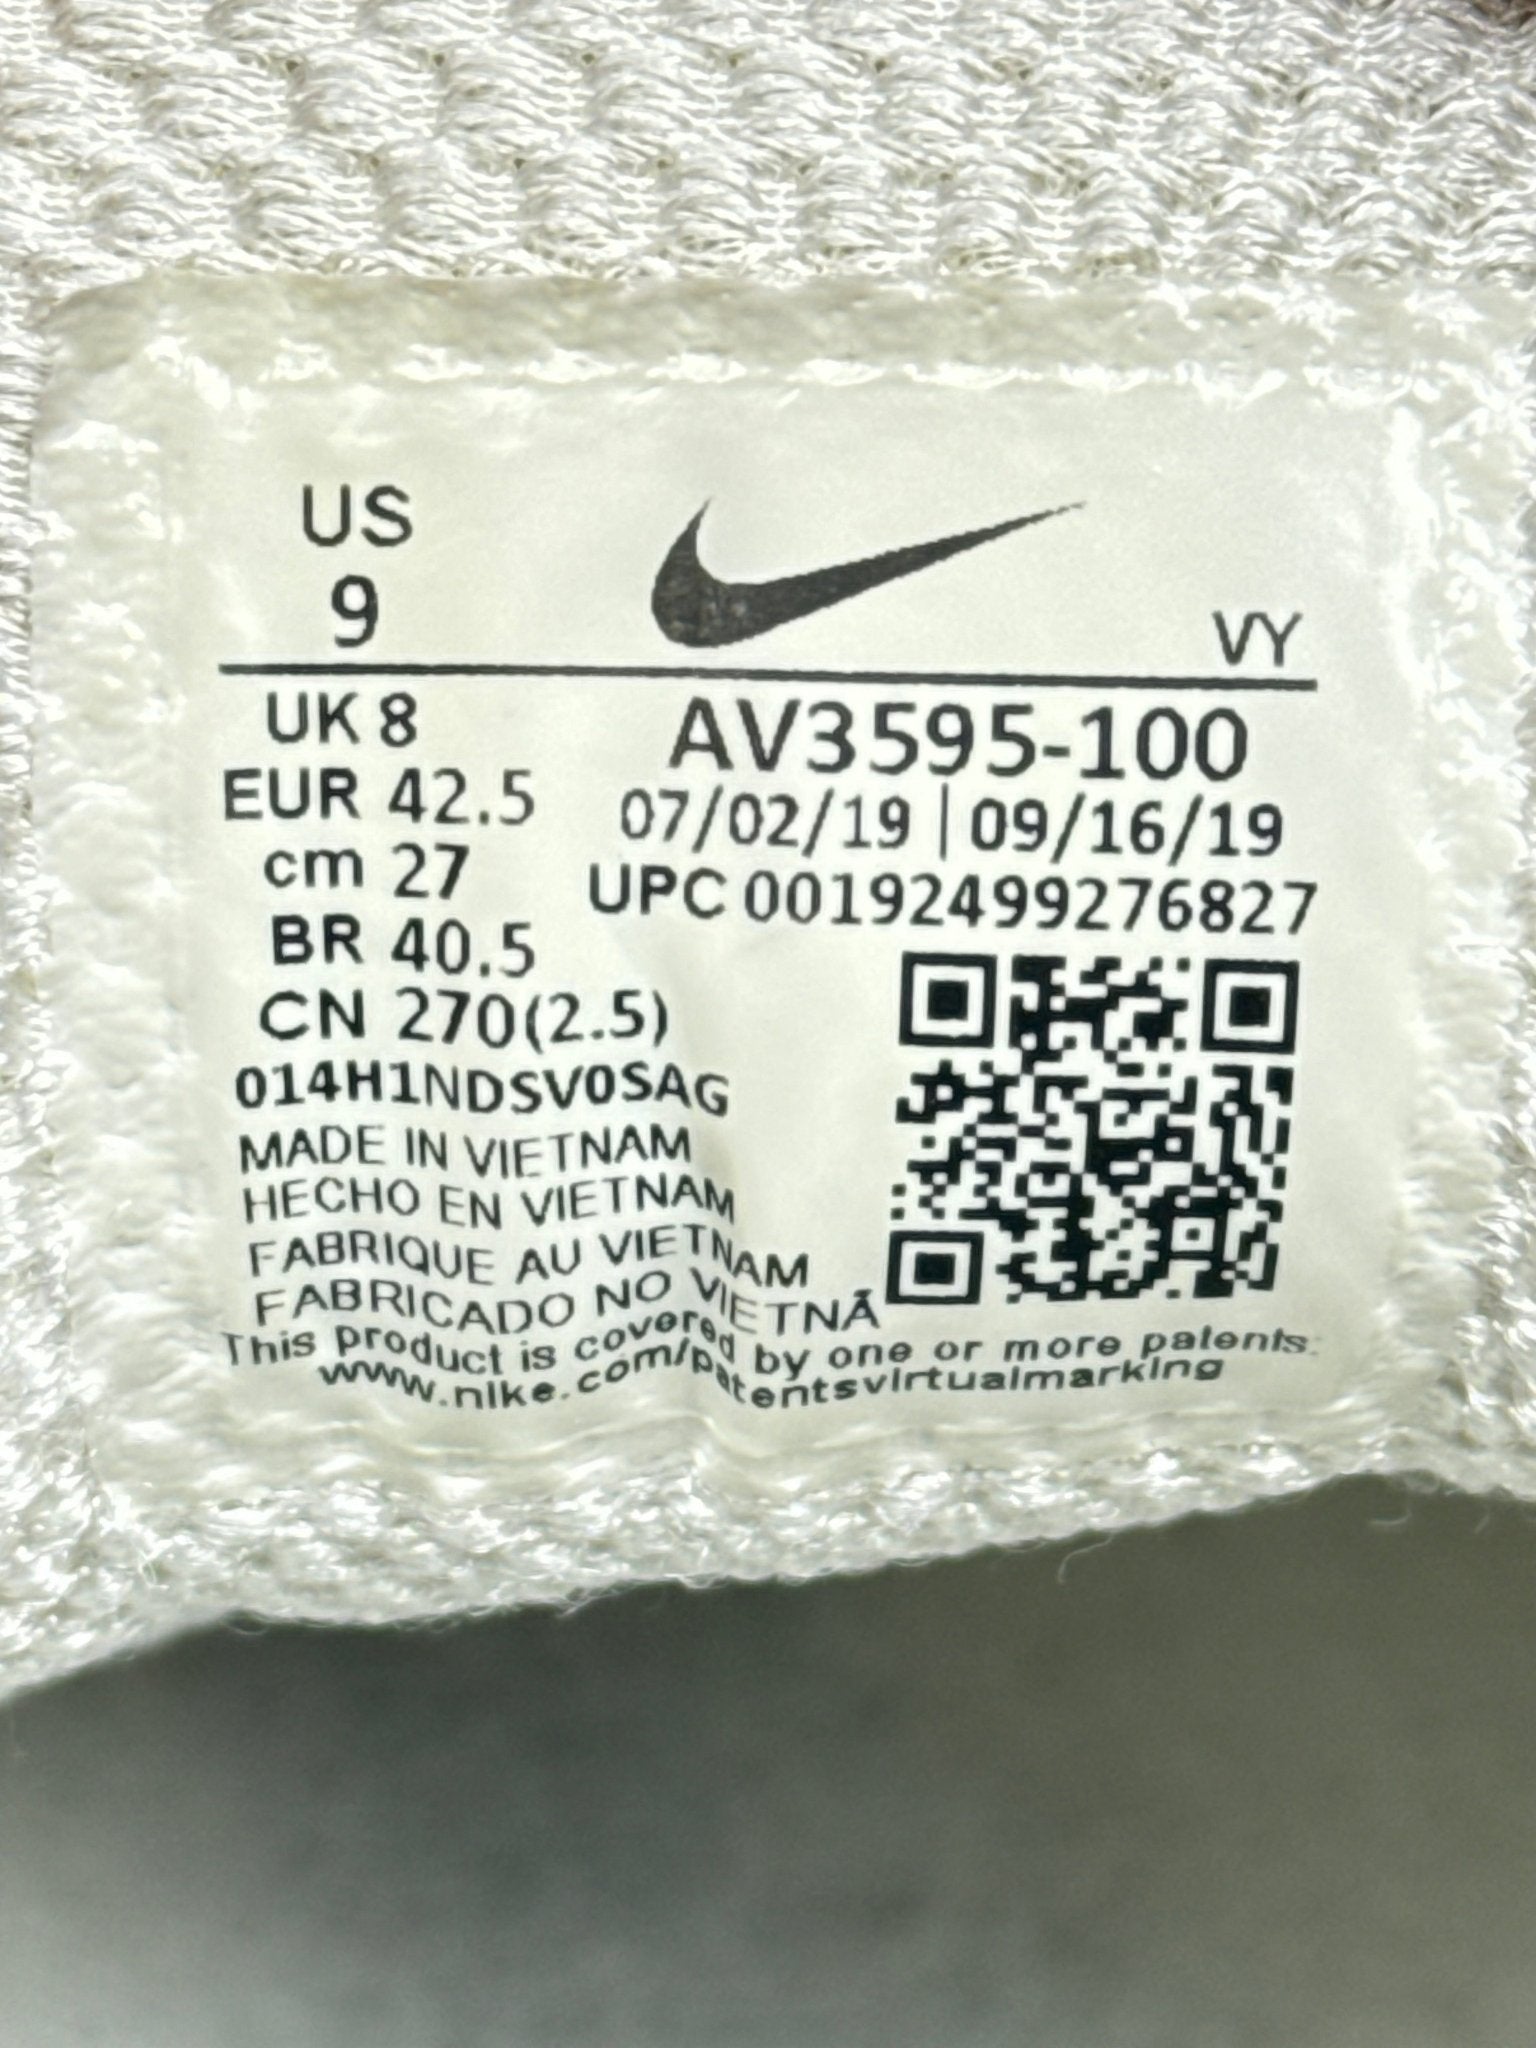 US
9
VY
UK 8
EUR 42.5
cm 27
BR 40.5
CN 270(2.5)
AV3595-100
07/02/19 | 09/16/19
UPC 00192499276827
014H1NDSV0SAG
MADE IN VIETNAM
HECHO EN VIETNAM
FABRIQUE AU VIETNAM
FABRICADO NO VIETNÃ
This product is covered by one or more patents:
www.nike.com/patentsvirtualmarking